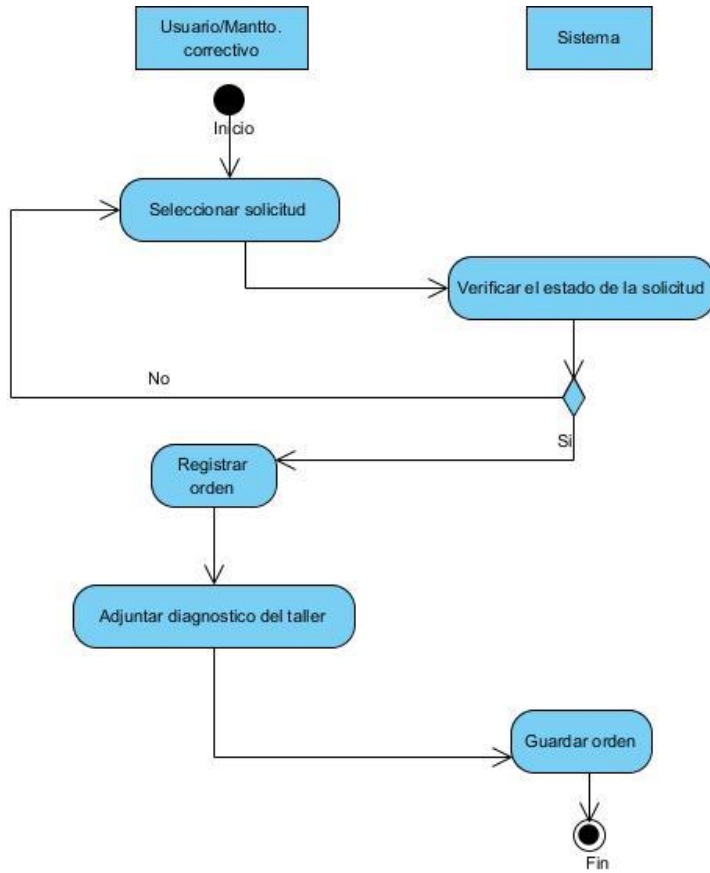 Usuario/Mantto.
correctivo
Sistema
Inicio
Seleccionar solicitud
Verificar el estado de la solicitud
No
Si
Registrar
orden
Adjuntar diagnostico del taller
Guardar orden
Fin